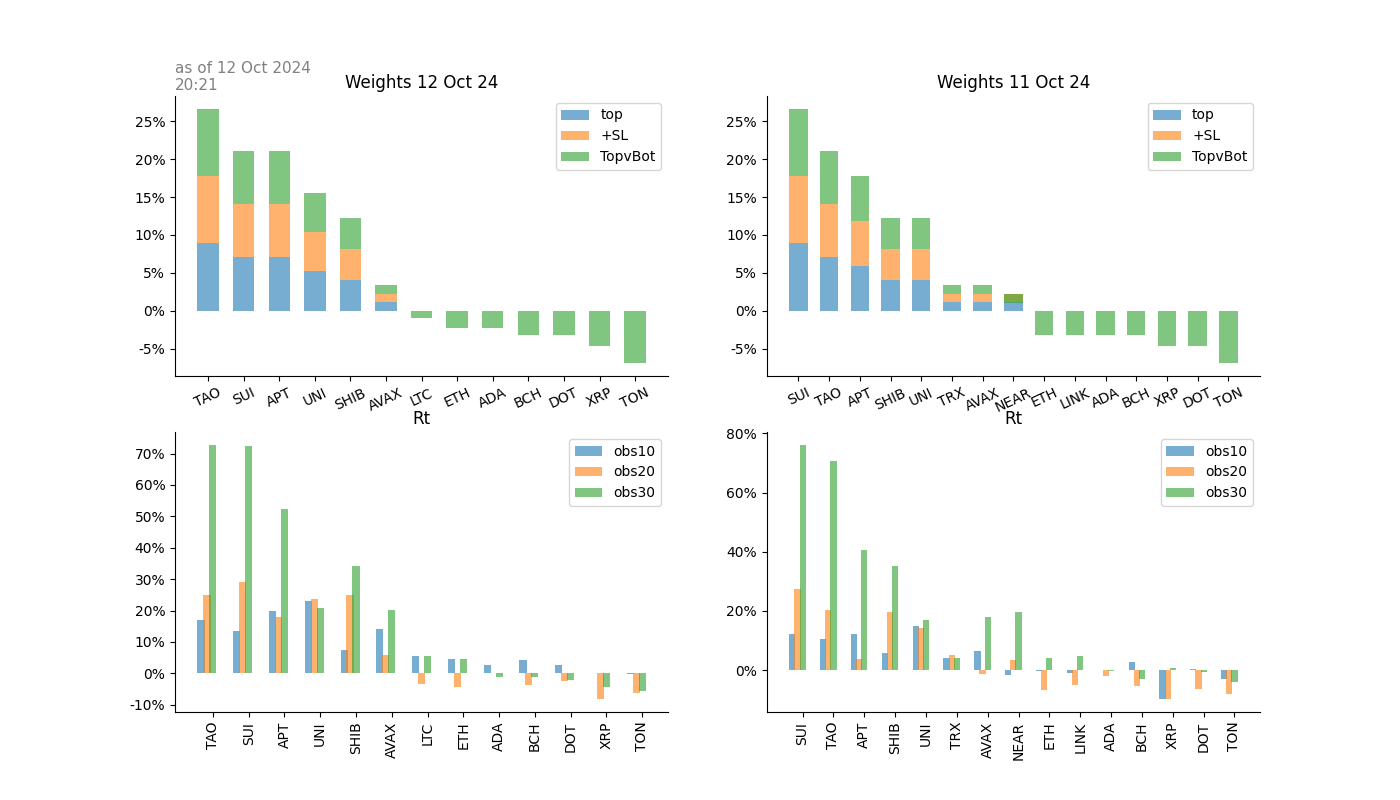 as of 12 Oct 2024
20:21
Weights 12 Oct 24
25%
20%
15%
10%
5%
0%
-5%
top
+SL
TopvBot
TAO SUI APT UNI SHIB AVAX LTC ETH ADA BCH DOT XRP TON
Weights 11 Oct 24
25%
20%
15%
10%
5%
0%
-5%
top
+SL
TopvBot
SUI TAO APT SHIB UNI TRX AVAX NEAR ETH LINK ADA BCH XRP DOT TON
Rt
70%
60%
50%
40%
30%
20%
10%
0%
-10%
obs10
obs20
obs30
TAO SUI APT UNI SHIB AVAX LTC ETH ADA BCH DOT XRP TON
Rt
80%
60%
40%
20%
0%
obs10
obs20
obs30
SUI TAO APT SHIB UNI TRX AVAX NEAR ETH LINK ADA BCH XRP DOT TON